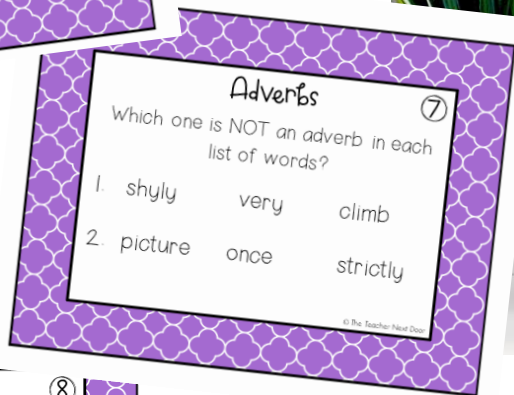 Adverbs
7
Which one is NOT an adverb in each
list of words?
1. shyly very climb
2. picture once strictly
© The Teacher Next Door
8